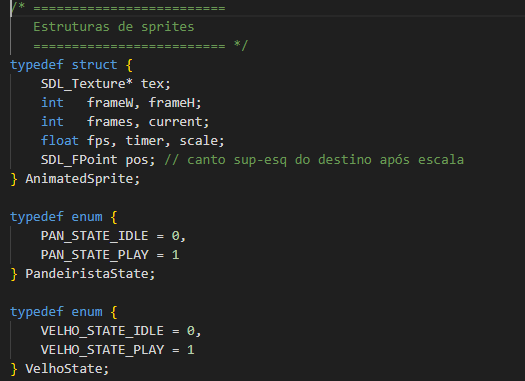 /* =========================
   Estruturas de sprites
   ========================= */
typedef struct {
    SDL_Texture* tex;
    int   frameW, frameH;
    int   frames, current;
    float fps, timer, scale;
    SDL_FPoint pos; // canto sup-esq do destino após escala
} AnimatedSprite;

typedef enum {
    PAN_STATE_IDLE = 0,
    PAN_STATE_PLAY = 1
} PandeiristaState;

typedef enum {
    VELHO_STATE_IDLE = 0,
    VELHO_STATE_PLAY = 1
} VelhoState;